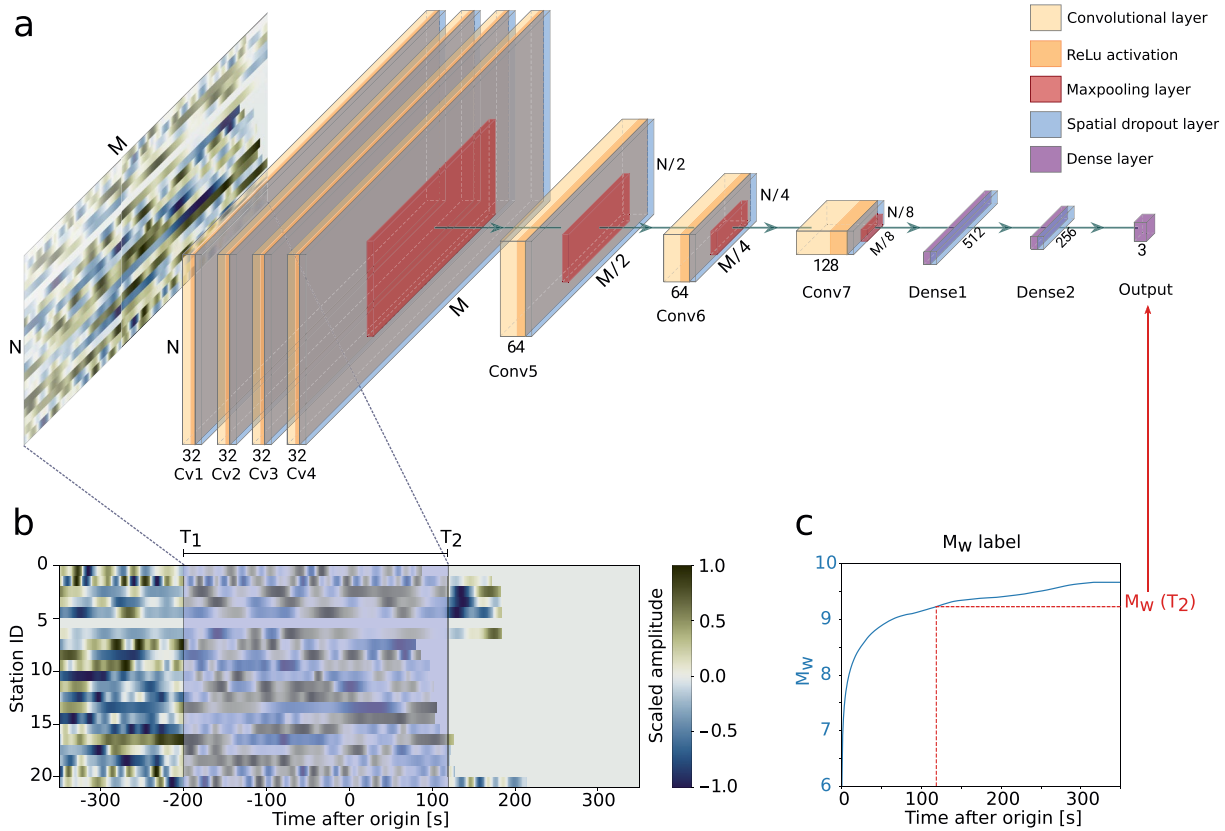 a
Convolutional layer
ReLu activation
Maxpooling layer
Spatial dropout layer
Dense layer
M
N
N
M
32
32
32
32
Cv1
Cv2
Cv3
Cv4
N/2
M/2
64
Conv5
N/4
M/4
64
Conv6
N/8
M/8
128
Conv7
512
Dense1
256
Dense2
3
Output
b
T1
T2
Station ID
0
5
10
15
20
-300
-200
-100
0
100
200
300
Time after origin [s]
Scaled amplitude
1.0
0.5
0.0
−0.5
−1.0
c
Mw label
Mw
10
9
8
7
6
0
100
200
300
Time after origin [s]
Mw (T2)